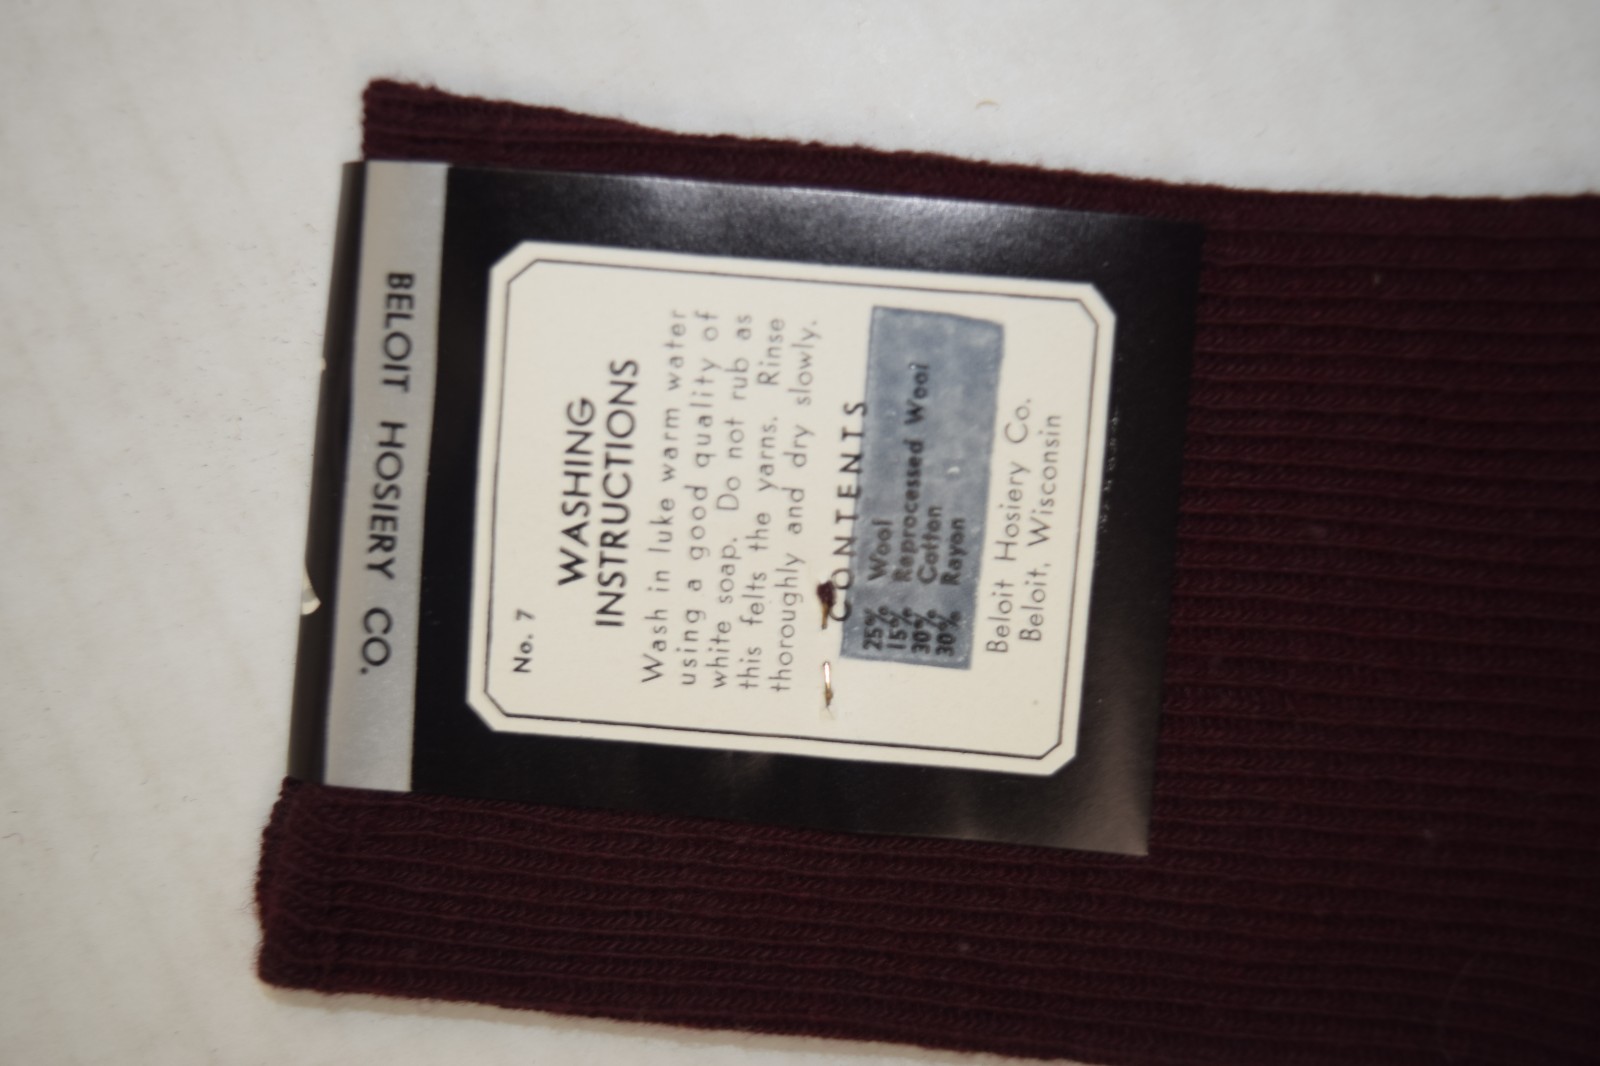 BELOIT HOSIERY CO.
No. 7
WASHING
INSTRUCTIONS
Wash in luke warm water
using a good quality of
white soap. Do not rub as
this felts the yarns. Rinse
thoroughly and dry slowly.
CONTENTS
25% Wool
15% Reprocessed Wool
30% Cotton
30% Rayon
Beloit Hosiery Co.
Beloit, Wisconsin